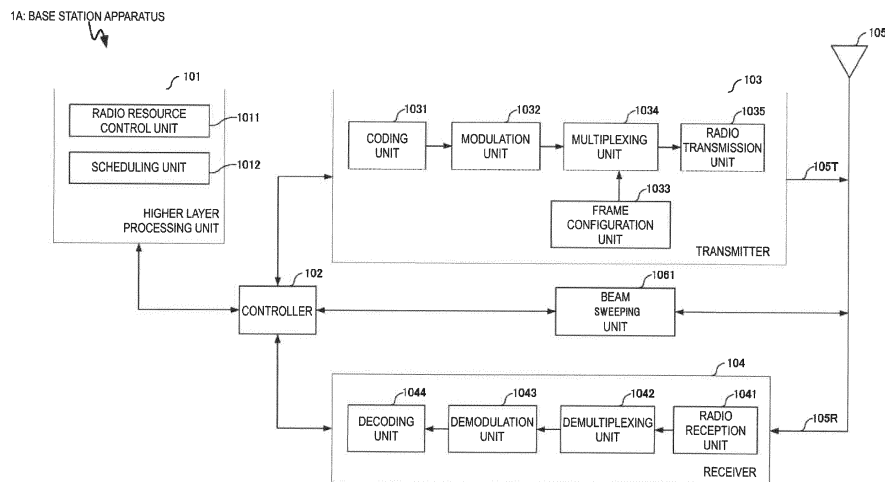 1A: BASE STATION APPARATUS
105
101
RADIO RESOURCE
CONTROL UNIT
1011
SCHEDULING UNIT
1012
HIGHER LAYER
PROCESSING UNIT
103
1031
CODING
UNIT
1032
MODULATION
UNIT
1034
MULTIPLEXING
UNIT
1035
RADIO
TRANSMISSION
UNIT
1033
FRAME
CONFIGURATION
UNIT
TRANSMITTER
105T
102
CONTROLLER
1061
BEAM
SWEEPING
UNIT
104
1044
DECODING
UNIT
1043
DEMODULATION
UNIT
1042
DEMULTIPLEXING
UNIT
1041
RADIO
RECEPTION
UNIT
RECEIVER
105R